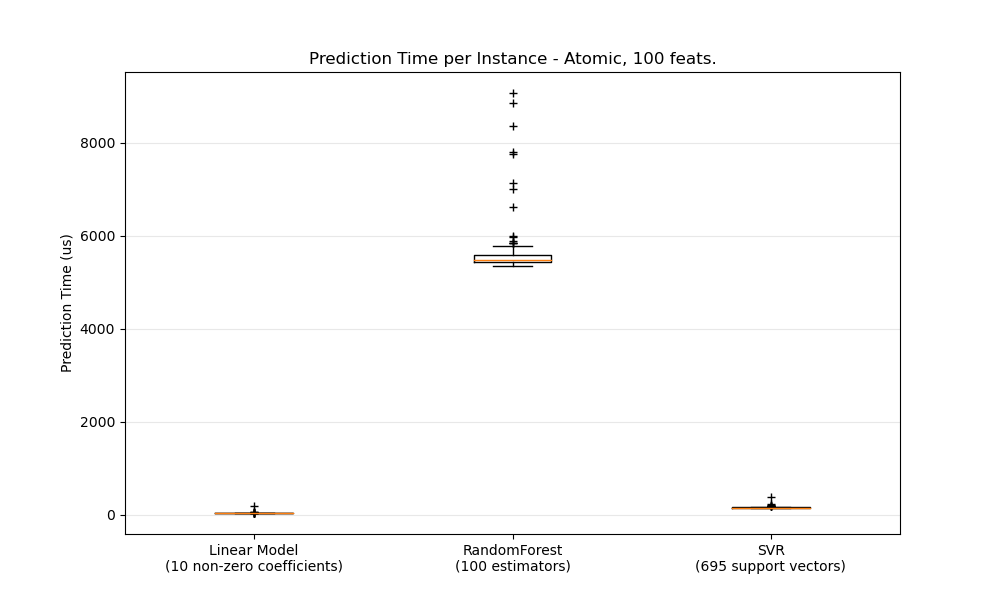 Prediction Time per Instance - Atomic, 100 feats.
Prediction Time (us)
8000
6000
4000
2000
0
Linear Model
(10 non-zero coefficients)
RandomForest
(100 estimators)
SVR
(695 support vectors)